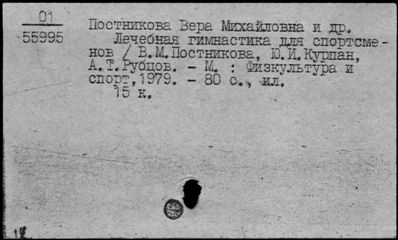 01
55995
Постникова Вера Михайловна и др.
Лечебная гимнастика для спортсме-
нов / В.М.Постникова, Ю.И.Курпан,
А.Т.Рубцов. - М. : Физкультура и
спорт,1979. - 80 с., ил.
15 к.